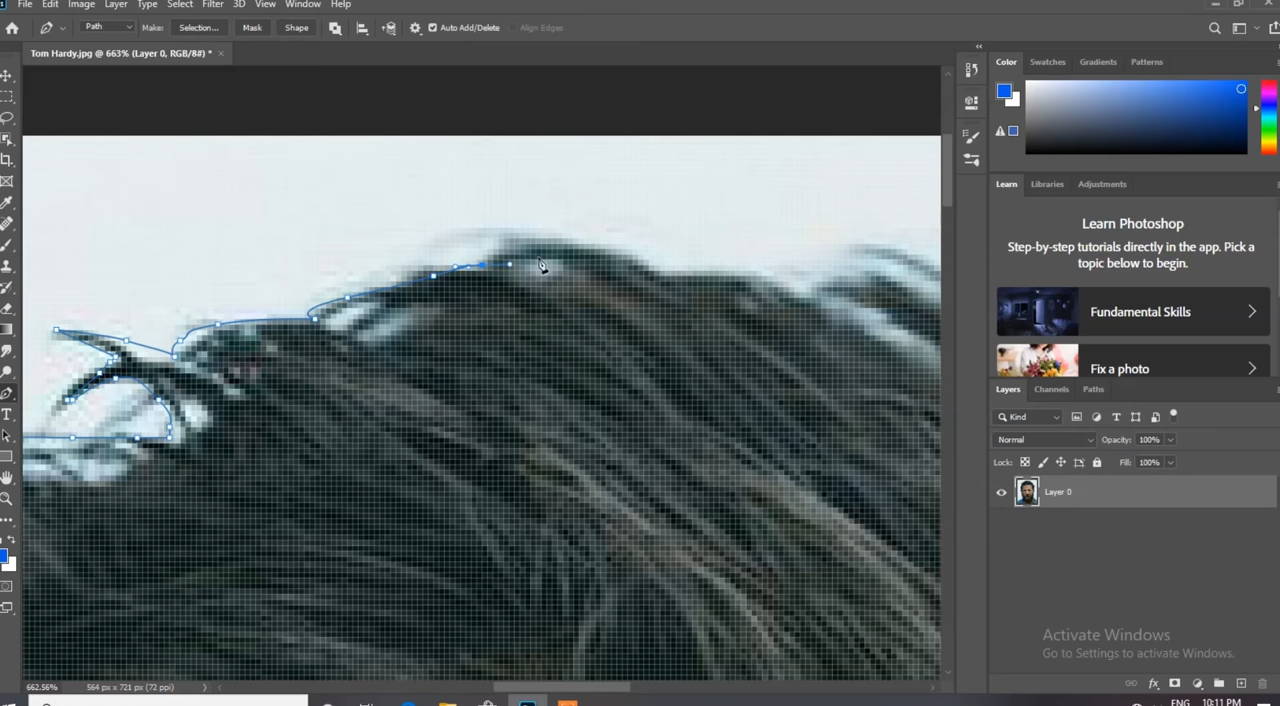 File Edit Image Layer Type Select Filter 3D View Window Help
Path Make: Selection... Mask Shape Auto Add/Delete Align Edges
Tom Hardy.jpg @ 663% (Layer 0, RGB/8#) * ×
Color Swatches Gradients Patterns
Learn Libraries Adjustments
Learn Photoshop
Step-by-step tutorials directly in the app. Pick a
topic below to begin.
Fundamental Skills
Fix a photo
Layers Channels Paths
Kind
Normal Opacity: 100%
Lock: Fill: 100%
Layer 0
Activate Windows
Go to Settings to activate Windows.
662.56% 564 px x 721 px (72 ppi)
ENG 10:11 PM